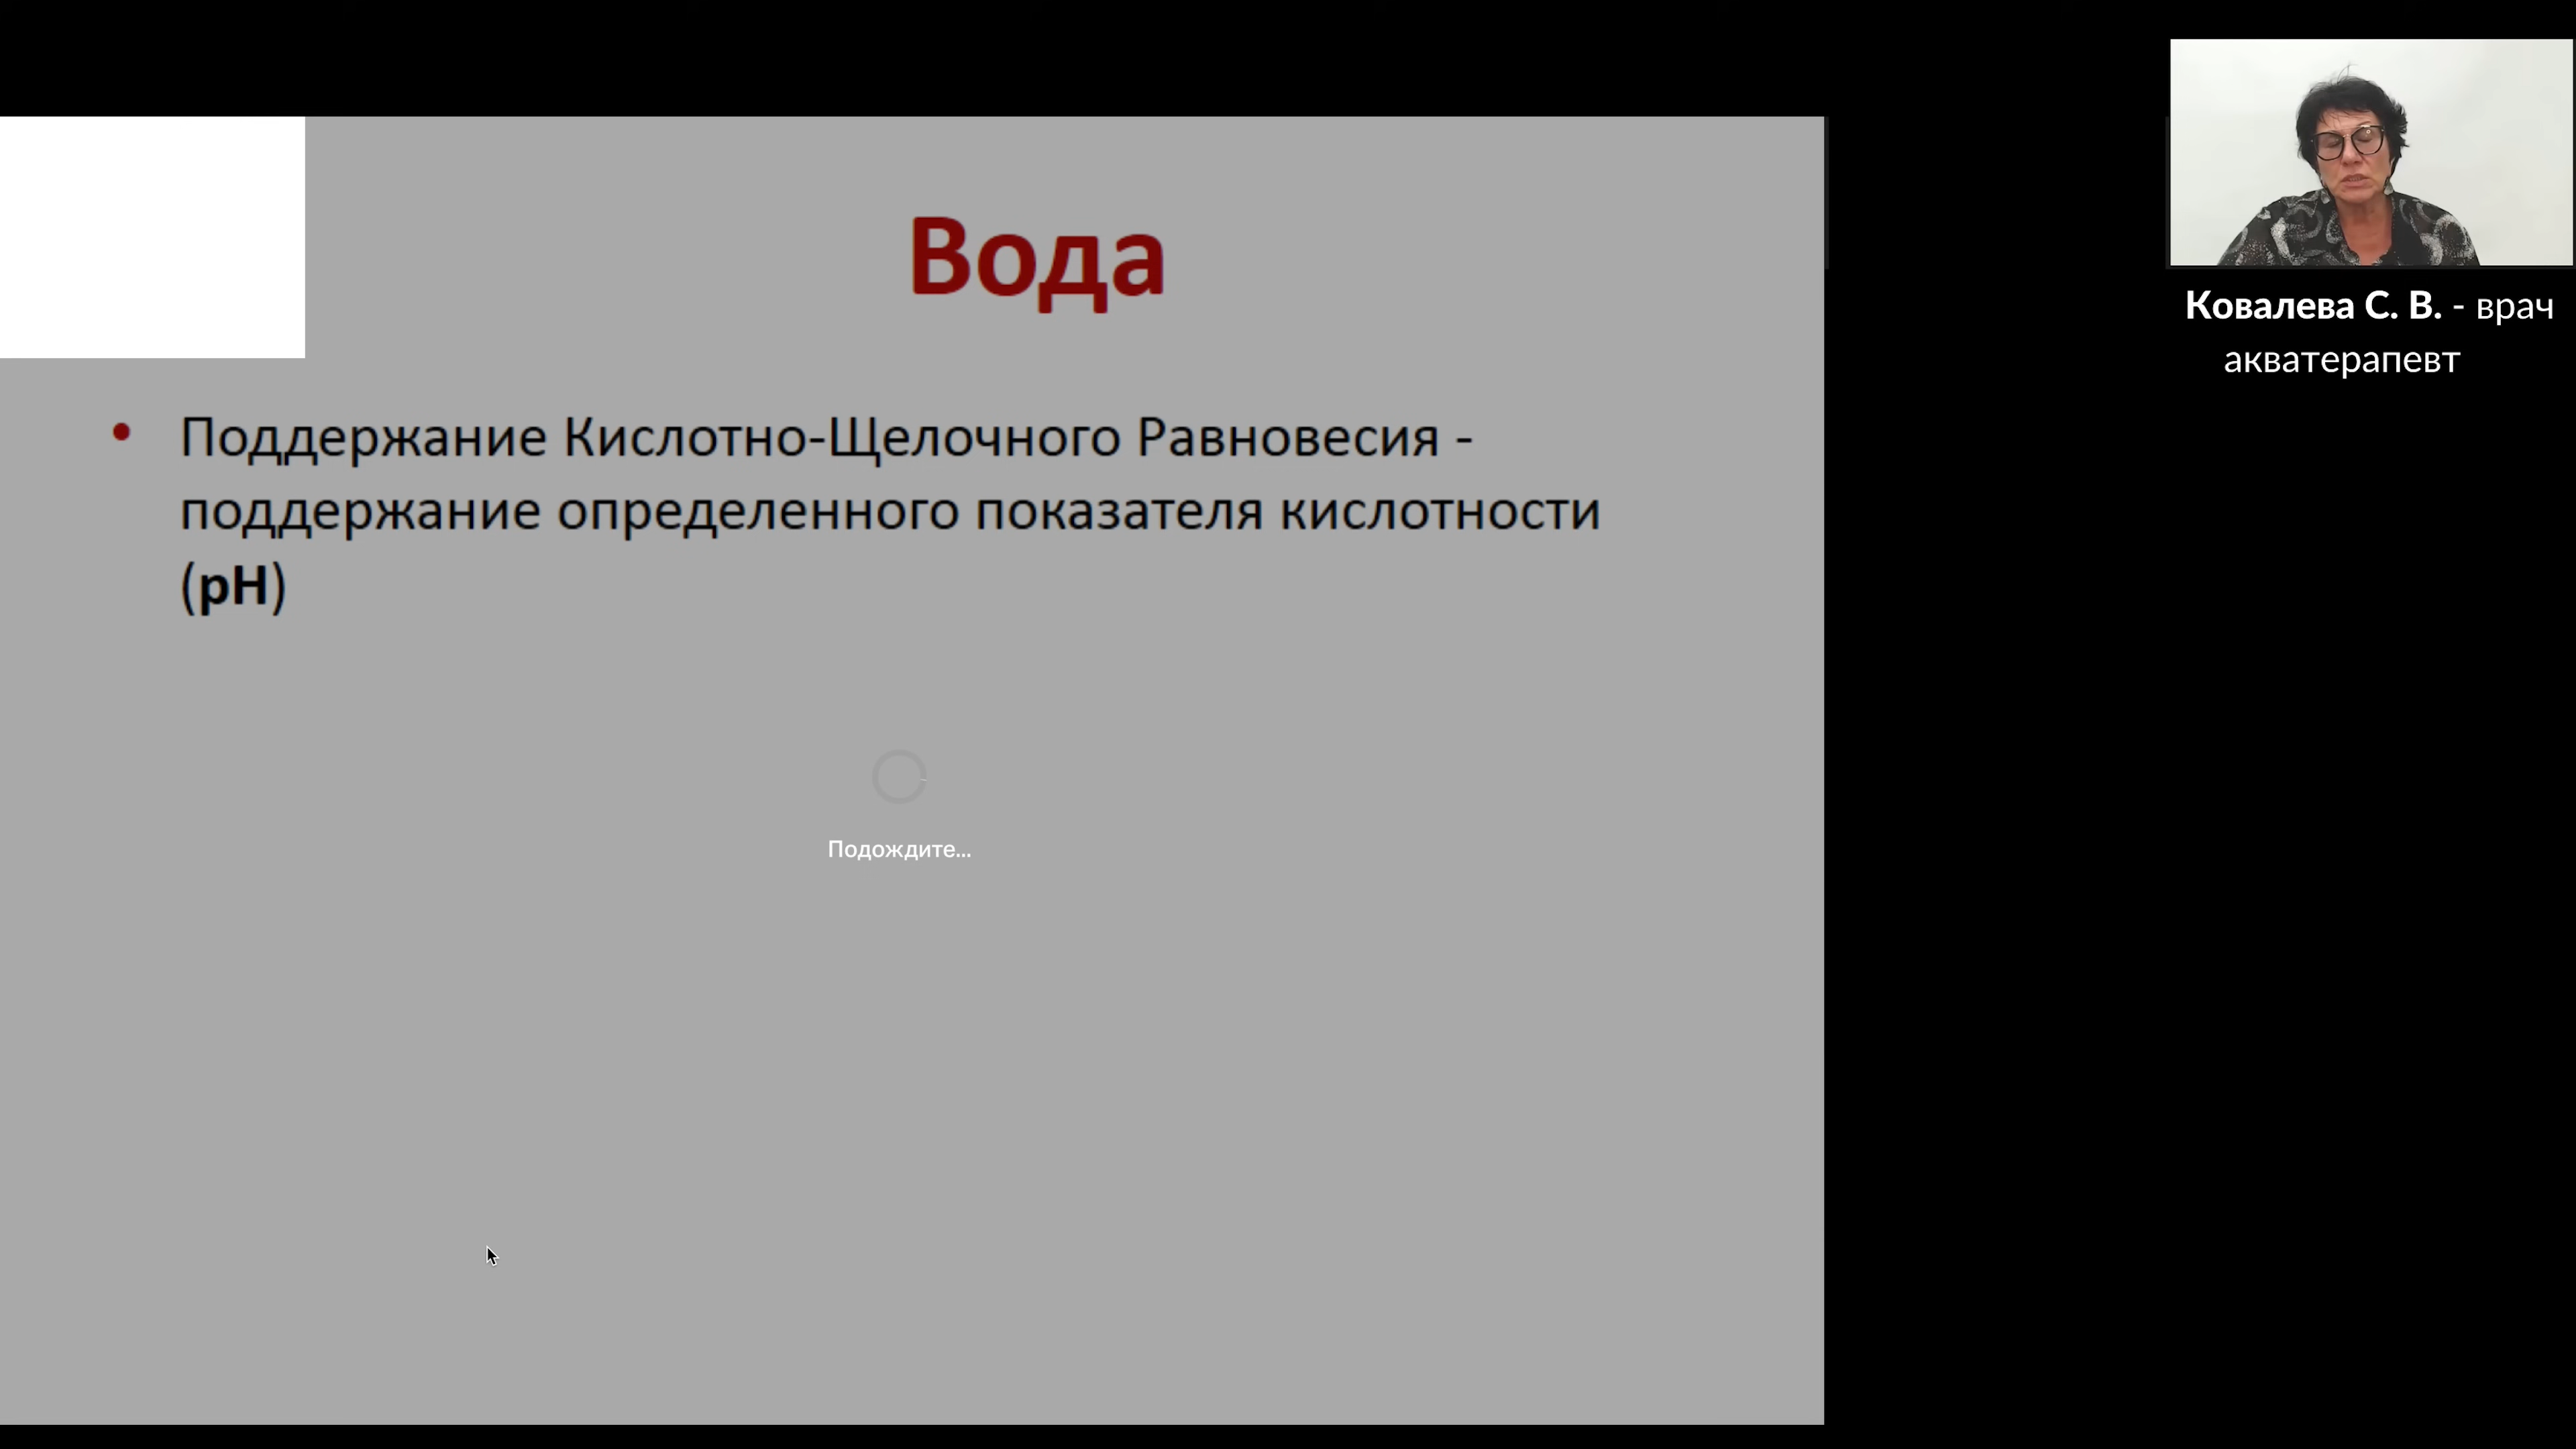 Вода
• Поддержание Кислотно-Щелочного Равновесия -
поддержание определенного показателя кислотности
(pH)
Подождите...
Ковалева С. В. - врач
акватерапевт